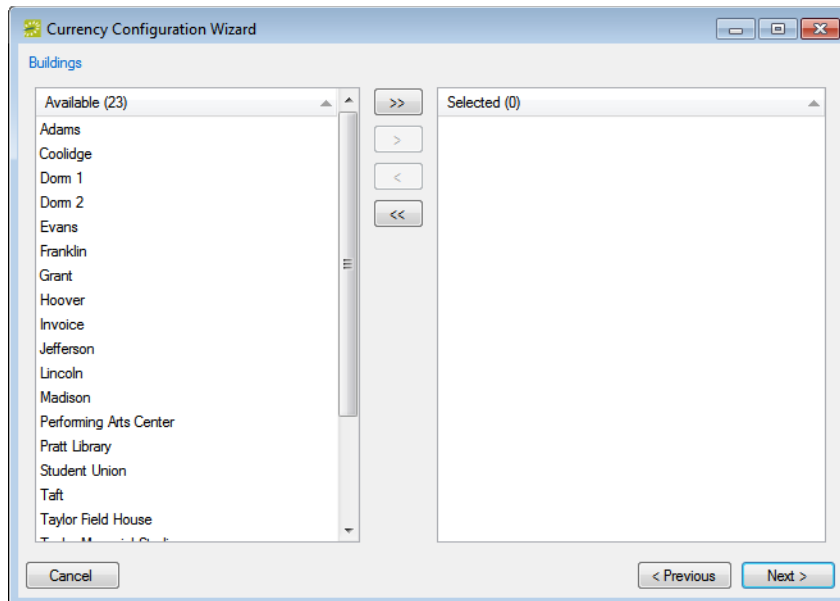 Currency Configuration Wizard
Buildings
Available (23)
Adams
Coolidge
Dorm 1
Dorm 2
Evans
Franklin
Grant
Hoover
Invoice
Jefferson
Lincoln
Madison
Performing Arts Center
Pratt Library
Student Union
Taft
Taylor Field House
>>
>
<
<<
Selected (0)
Cancel
< Previous
Next >